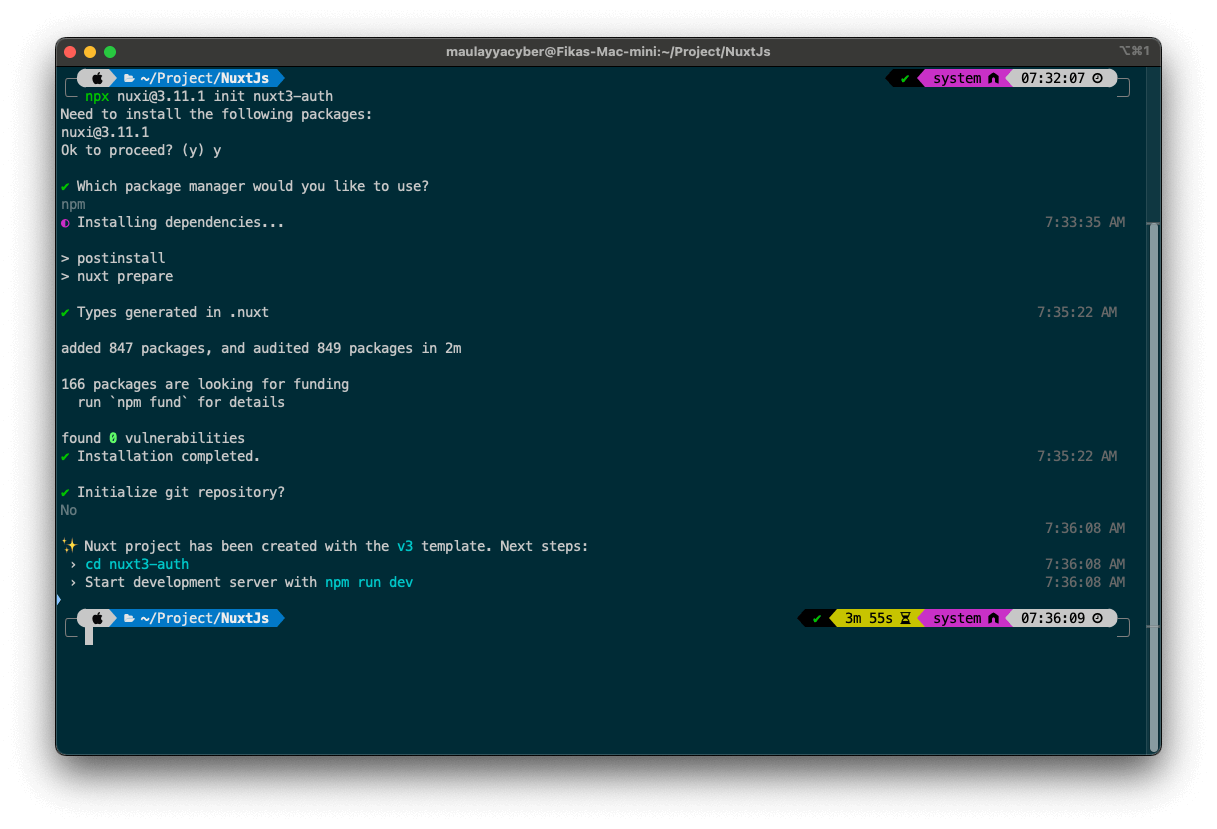 maulayyacyber@Fikas-Mac-mini:~/Project/NuxtJs ⌥⌘1
~/Project/NuxtJs ✔ system 07:32:07
npx nuxi@3.11.1 init nuxt3-auth
Need to install the following packages:
nuxi@3.11.1
Ok to proceed? (y) y
✔ Which package manager would you like to use?
npm
◐ Installing dependencies... 7:33:35 AM
> postinstall
> nuxt prepare
✔ Types generated in .nuxt 7:35:22 AM
added 847 packages, and audited 849 packages in 2m
166 packages are looking for funding
run `npm fund` for details
found 0 vulnerabilities
✔ Installation completed. 7:35:22 AM
✔ Initialize git repository?
No
7:36:08 AM
✨ Nuxt project has been created with the v3 template. Next steps:
› cd nuxt3-auth 7:36:08 AM
› Start development server with npm run dev 7:36:08 AM
~/Project/NuxtJs ✔ 3m 55s system 07:36:09